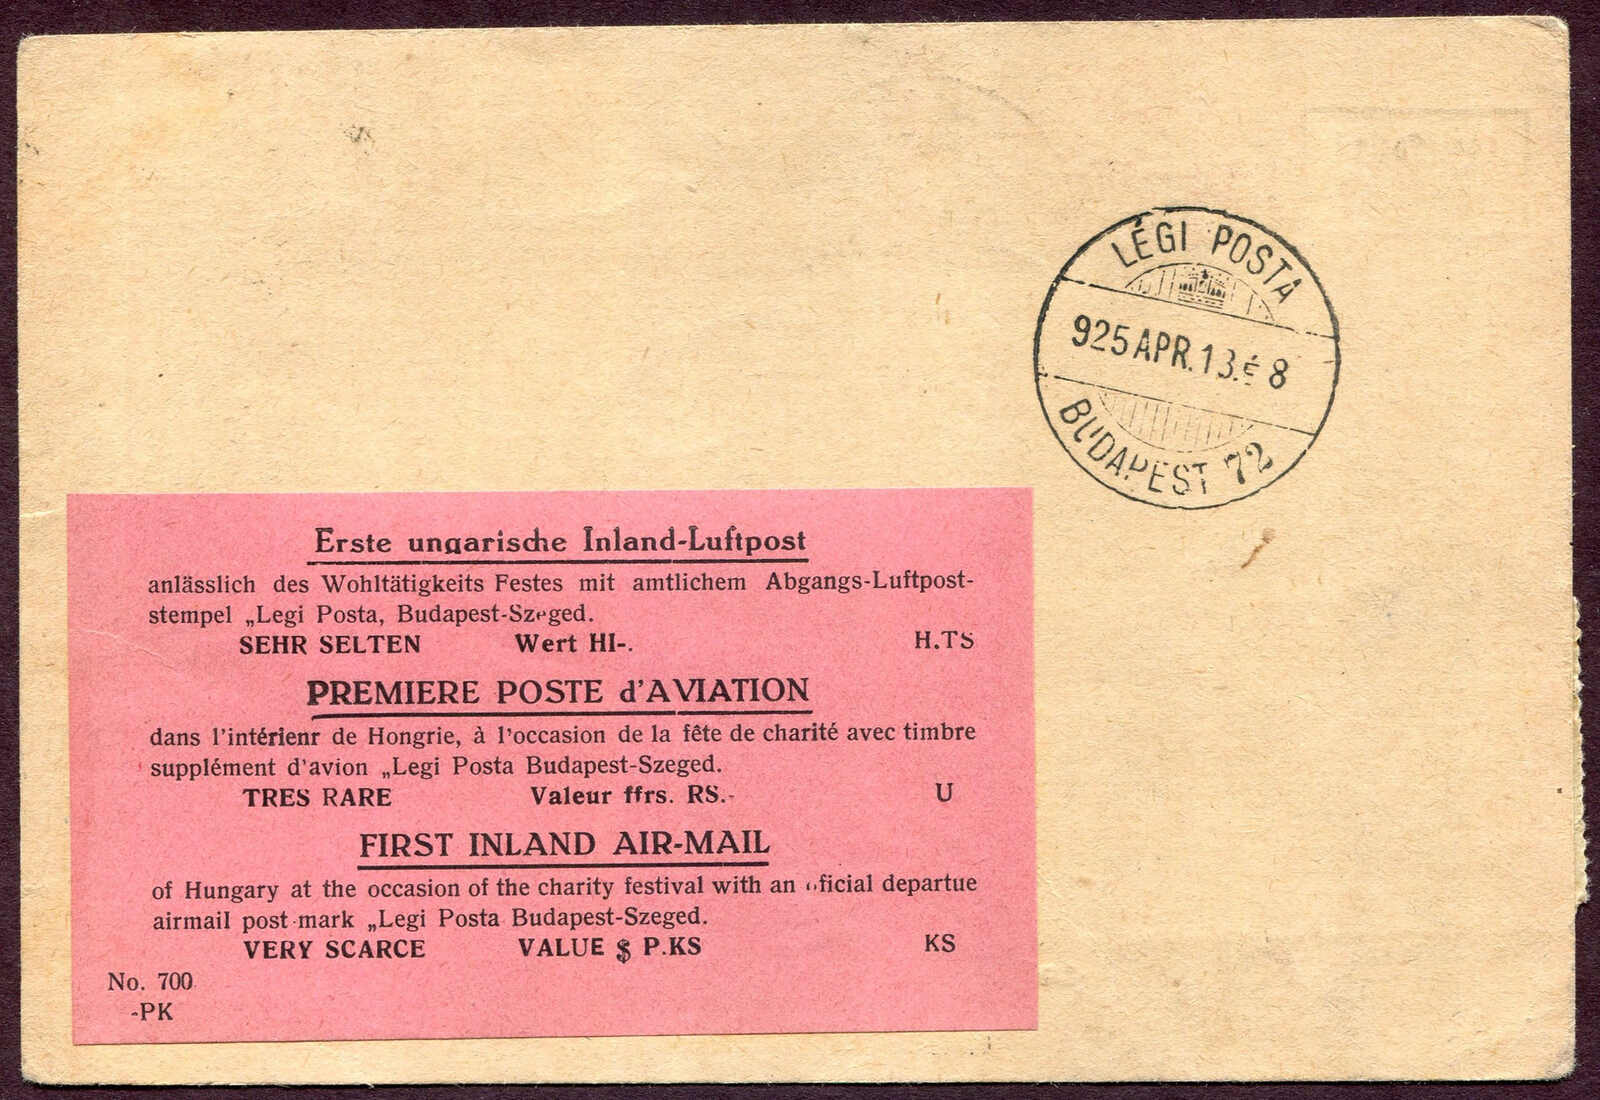 LÉGI POSTA
925 APR. 13. É 8
BUDAPEST 72
Erste ungarische Inland-Luftpost
anlässlich des Wohltätigkeits Festes mit amtlichem Abgangs-Luftpost-
stempel „Legi Posta, Budapest-Szeged.
SEHR SELTEN Wert HI-. H.TS
PREMIERE POSTE d'AVIATION
dans l'intérienr de Hongrie, à l'occasion de la fête de charité avec timbre
supplément d'avion „Legi Posta Budapest-Szeged.
TRES RARE Valeur ffrs. RS.- U
FIRST INLAND AIR-MAIL
of Hungary at the occasion of the charity festival with an oficial departue
airmail post mark „Legi Posta Budapest-Szeged.
VERY SCARCE VALUE $ P.KS KS
No. 700
-PK